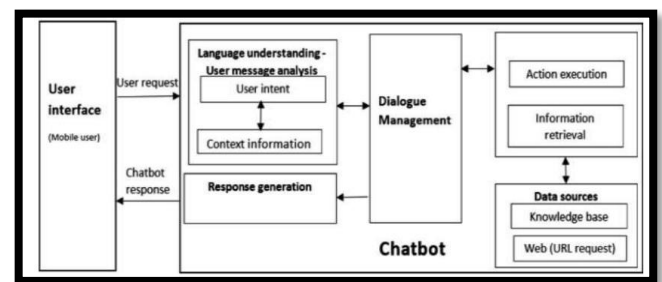 User
interface
(Mobile user)
User request
Chatbot
response
Language understanding -
User message analysis
User intent
Context information
Response generation
Dialogue
Management
Action execution
Information
retrieval
Data sources
Knowledge base
Web (URL request)
Chatbot